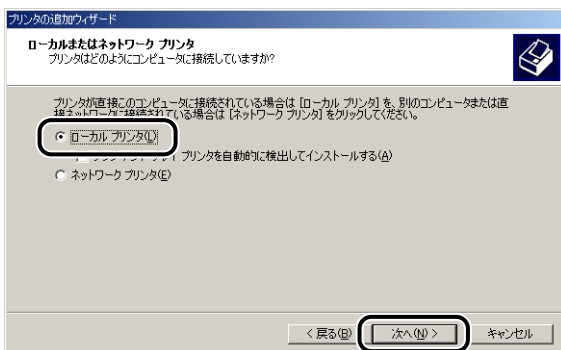 プリンタの追加ウィザード
ローカルまたはネットワーク プリンタ
プリンタはどのようにコンピュータに接続していますか?
プリンタが直接このコンピュータに接続されている場合は [ローカル プリンタ] を、別のコンピュータまたは直
接ネットワークに接続されている場合は [ネットワーク プリンタ] をクリックしてください。
ローカル プリンタ(L)
プリンタを自動的に検出してインストールする(A)
ネットワーク プリンタ(E)
< 戻る(B)
次へ(N) >
キャンセル